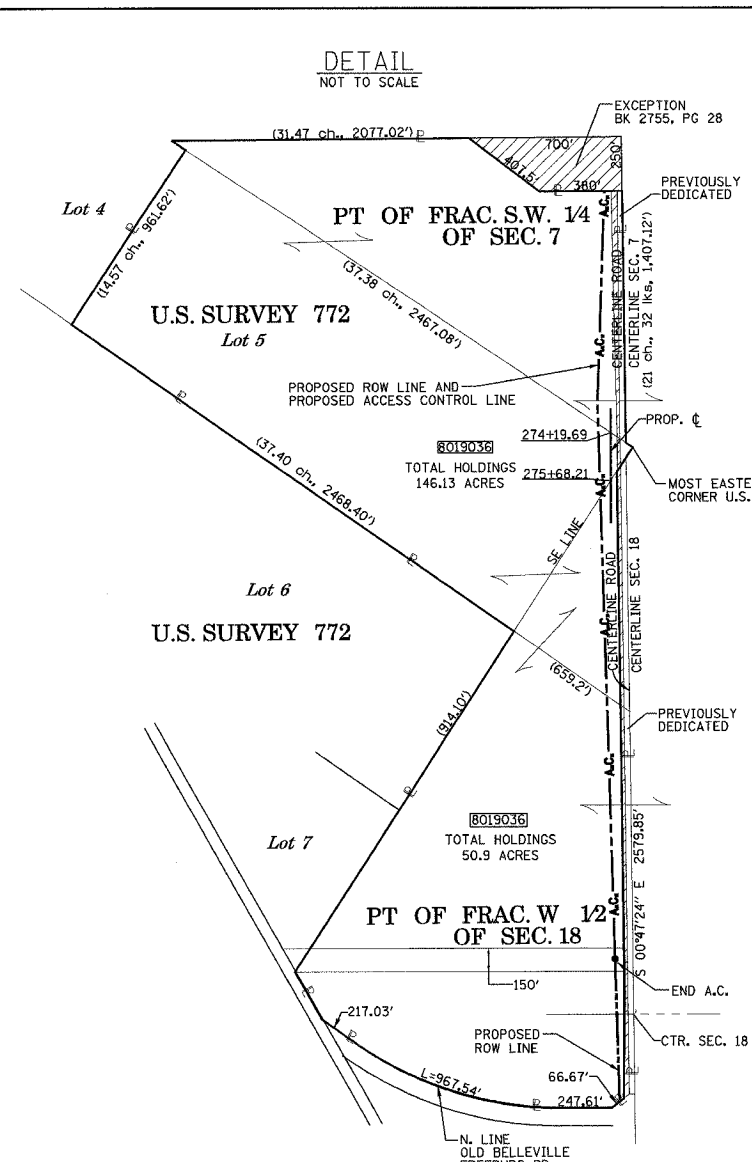 DETAIL
NOT TO SCALE
EXCEPTION
BK 2755, PG 28
(31.47 ch., 2077.02')
700'
250'
407.5'
380'
PREVIOUSLY
DEDICATED
Lot 4
(14.57 ch., 961.62')
PT OF FRAC. S.W. 1/4
OF SEC. 7
A.C.
CENTERLINE ROAD
CENTERLINE SEC. 7
(21 ch., 32 lks, 1,407.12')
(37.38 ch., 2467.08')
U.S. SURVEY 772
Lot 5
A.C.
PROPOSED ROW LINE AND
PROPOSED ACCESS CONTROL LINE
PROP. ℄
274+19.69
8019036
TOTAL HOLDINGS
146.13 ACRES
275+68.21
A.C.
MOST EASTE
CORNER U.S.
(37.40 ch., 2468.40')
SE LINE
CENTERLINE ROAD
CENTERLINE SEC. 18
Lot 6
U.S. SURVEY 772
A.C.
(659.2')
(914.10')
PREVIOUSLY
DEDICATED
A.C.
8019036
TOTAL HOLDINGS
50.9 ACRES
Lot 7
S 00°47'24" E 2579.85'
A.C.
PT OF FRAC. W 1/2
OF SEC. 18
150'
END A.C.
217.03'
CTR. SEC. 18
PROPOSED
ROW LINE
L=967.54'
66.67'
247.61'
N. LINE
OLD BELLEVILLE